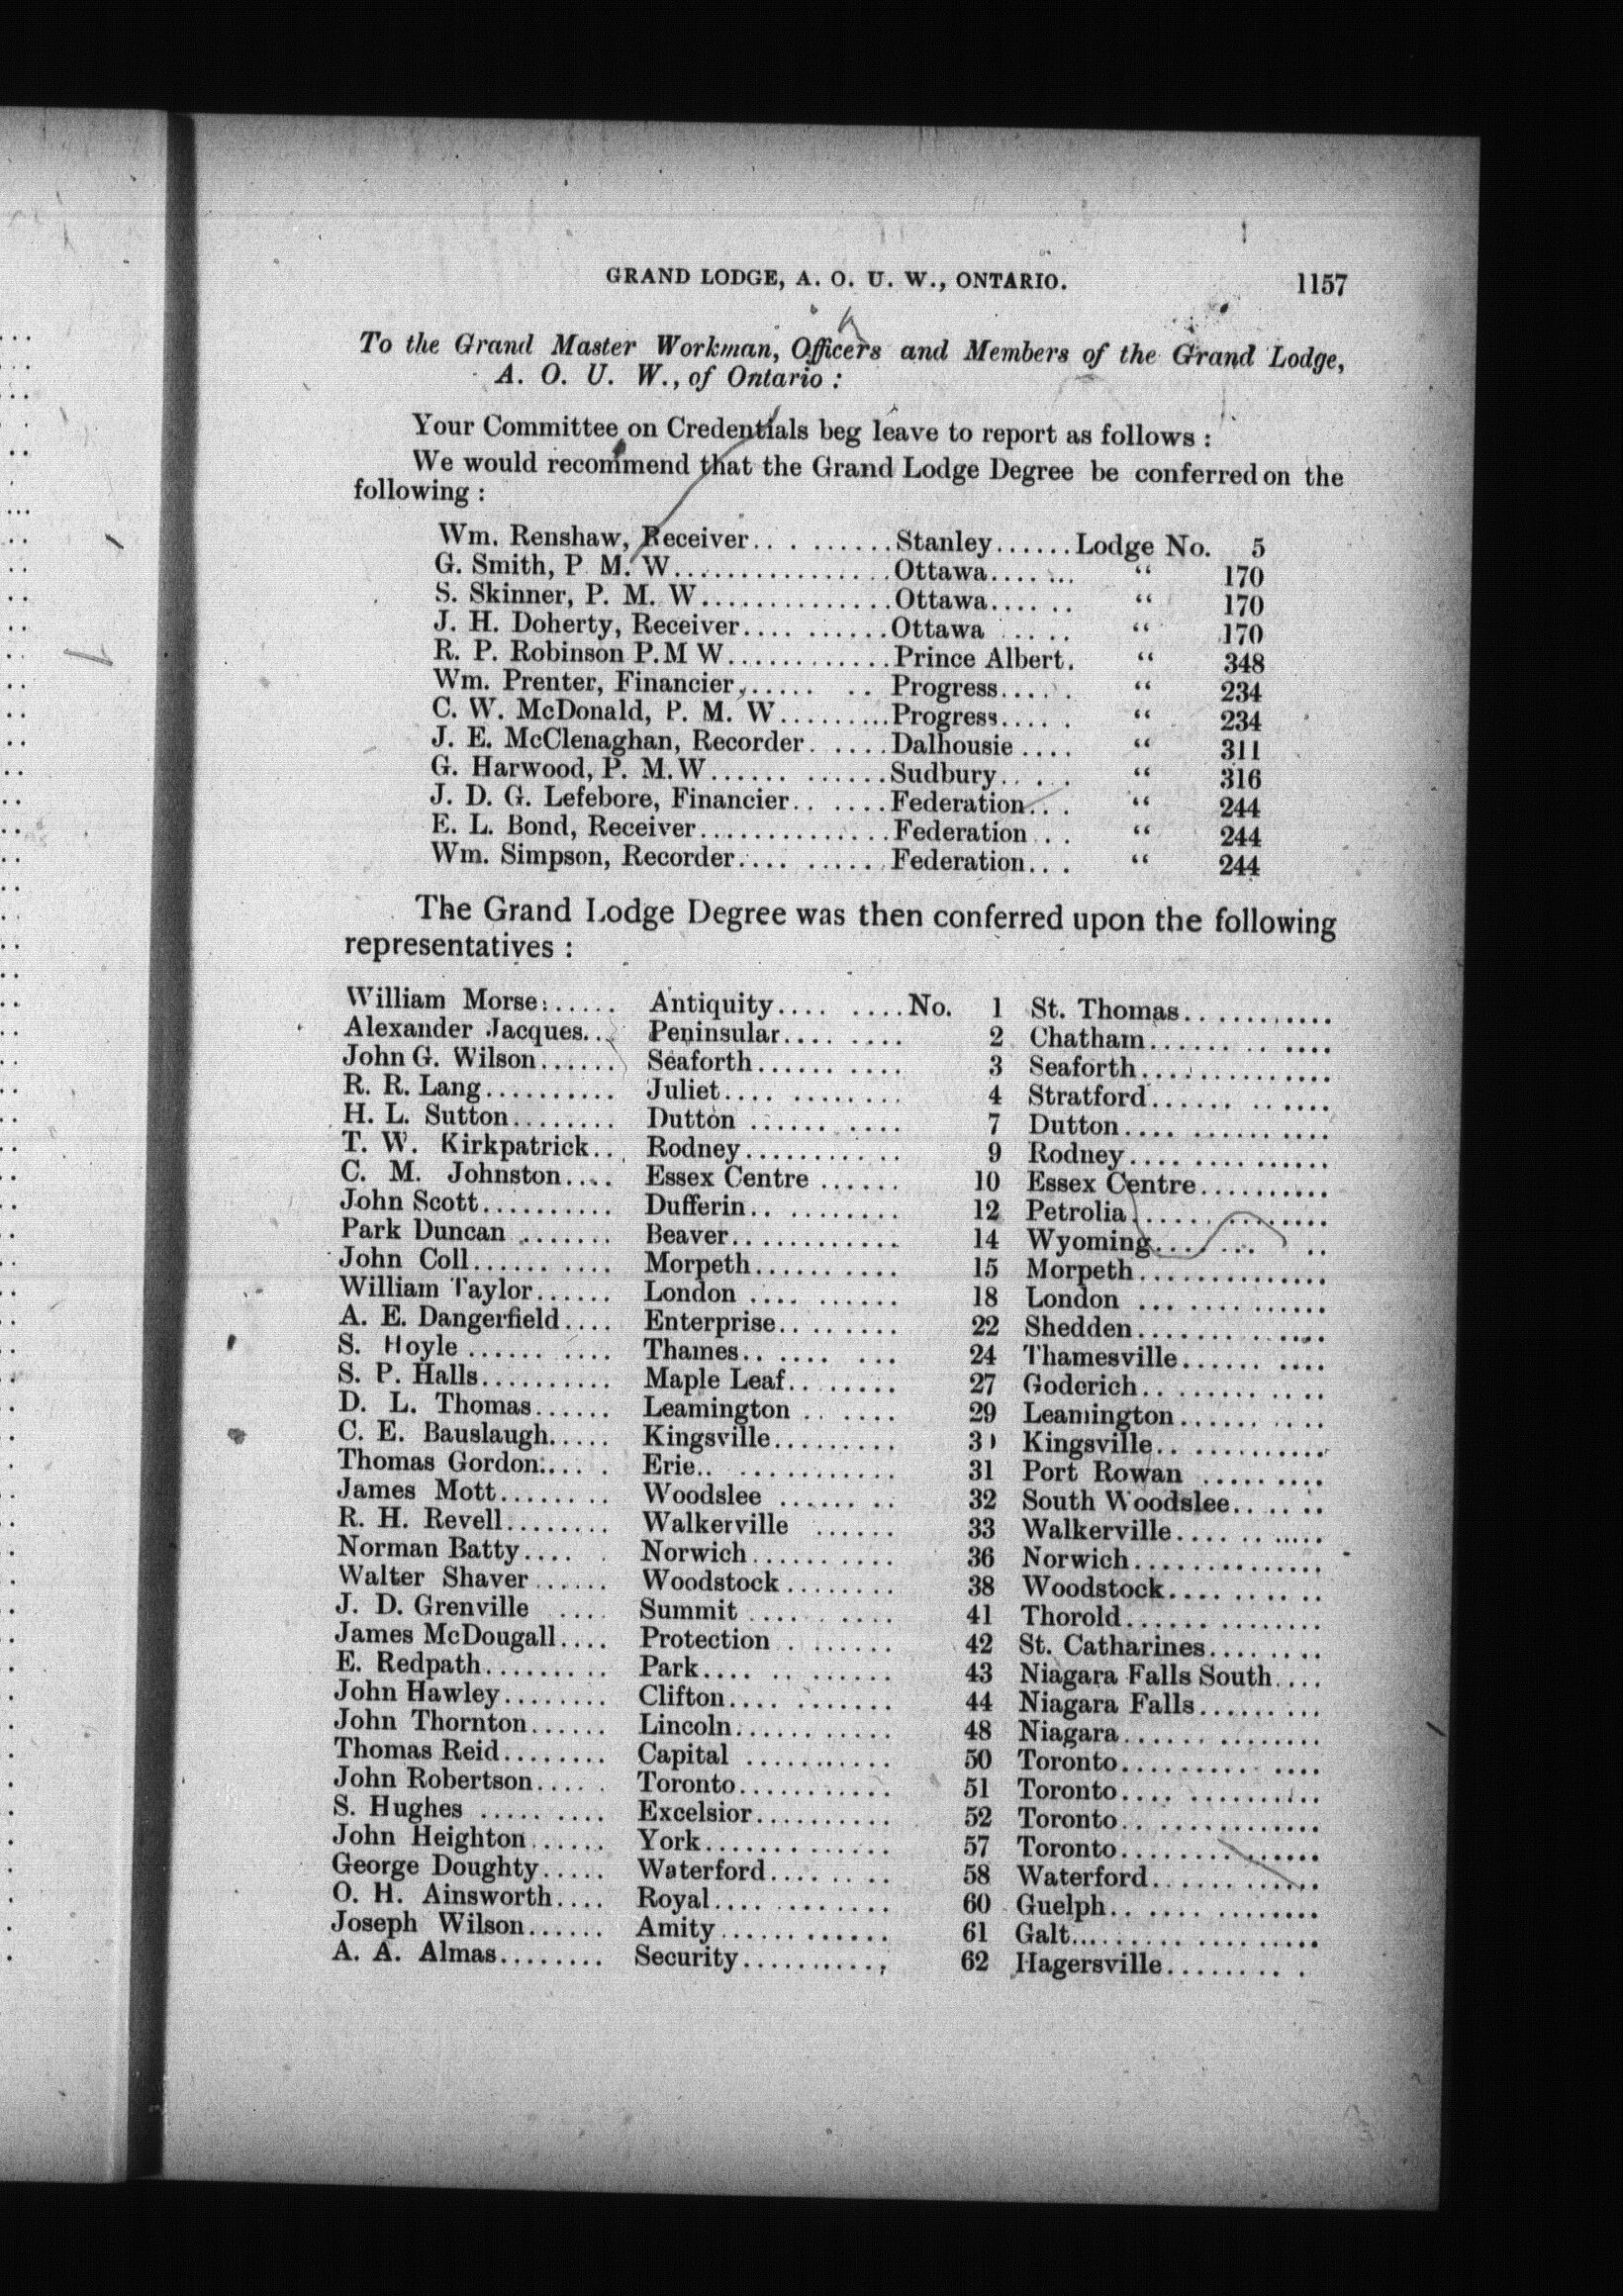 GRAND LODGE, A. O. U. W., ONTARIO. 1157
To the Grand Master Workman, Officers and Members of the Grand Lodge,
A. O. U. W., of Ontario :
Your Committee on Credentials beg leave to report as follows :
We would recommend that the Grand Lodge Degree be conferred on the
following :
Wm. Renshaw, Receiver.. . ...... ...Stanley......Lodge No. 5
G. Smith, P. M. W................Ottawa.... ... “ 170
S. Skinner, P. M. W..............Ottawa.... .. “ 170
J. H. Doherty, Receiver.... ......Ottawa ..... “ 170
R. P. Robinson P.M W............Prince Albert. “ 348
Wm. Prenter, Financier,..... .. Progress.... . “ 234
C. W. McDonald, P. M. W.........Progress.... . “ 234
J. E. McClenaghan, Recorder. ....Dalhousie .... “ 311
G. Harwood, P. M.W...... ......Sudbury.. .. . “ 316
J. D. G. Lefebore, Financier.. ....Federation.. . “ 244
E. L. Bond, Receiver..............Federation .. . “ 244
Wm. Simpson, Recorder.... ......Federation.. . “ 244
The Grand Lodge Degree was then conferred upon the following
representatives :
William Morse...... Antiquity.... ....No. 1 St. Thomas...........
Alexander Jacques... Peninsular.... .... 2 Chatham...... .. ....
John G. Wilson...... Seaforth...... .... 3 Seaforth..............
R. R. Lang.......... Juliet.... ........ 4 Stratford...... .. ....
H. L. Sutton........ Dutton ...... .... 7 Dutton.... .... ......
T. W. Kirkpatrick... Rodney............ 9 Rodney.... .... ......
C. M. Johnston.... Essex Centre ...... 10 Essex Centre..........
John Scott.......... Dufferin.. ........ 12 Petrolia..............
Park Duncan ....... Beaver............ 14 Wyoming.... ... ..
John Coll...... .... Morpeth.......... 15 Morpeth..............
William Taylor...... London .... ...... 18 London ... .... ......
A. E. Dangerfield.... Enterprise.. ...... 22 Shedden........ ......
S. Hoyle ...... .... Thames.. .... ... 24 Thamesville...... ....
S. P. Halls.......... Maple Leaf.. ...... 27 Goderich.. ...... ....
D. L. Thomas...... Leamington .. .... 29 Leamington...... ....
C. E. Bauslaugh..... Kingsville......... 30 Kingsville.. ..........
Thomas Gordon.... . Erie.. ............ 31 Port Rowan .... ....
James Mott........ Woodslee ...... .. 32 South Woodslee.... ..
R. H. Revell........ Walkerville ...... 33 Walkerville.... .. .....
Norman Batty.... . Norwich.......... 36 Norwich..............
Walter Shaver...... Woodstock........ 38 Woodstock.... .... ..
J. D. Grenville .... Summit .... .... 41 Thorold...... ........
James McDougall.... Protection . ...... 42 St. Catharines.... ....
E. Redpath......... Park.... .. ...... 43 Niagara Falls South....
John Hawley........ Clifton.... ....... 44 Niagara Falls...... ...
John Thornton...... Lincoln............ 48 Niagara...... ........
Thomas Reid........ Capital ........... 50 Toronto.......... ....
John Robertson..... Toronto............ 51 Toronto.... ..........
S. Hughes ..... .... Excelsior.......... 52 Toronto.. ............
John Heighton...... York.............. 57 Toronto...............
George Doughty..... Waterford.... .. .. 58 Waterford.............
O. H. Ainsworth.... Royal.... ........ 60 Guelph.. .... ........
Joseph Wilson...... Amity............. 61 Galt.... ..... .........
A. A. Almas........ Security........... 62 Hagersville........ .